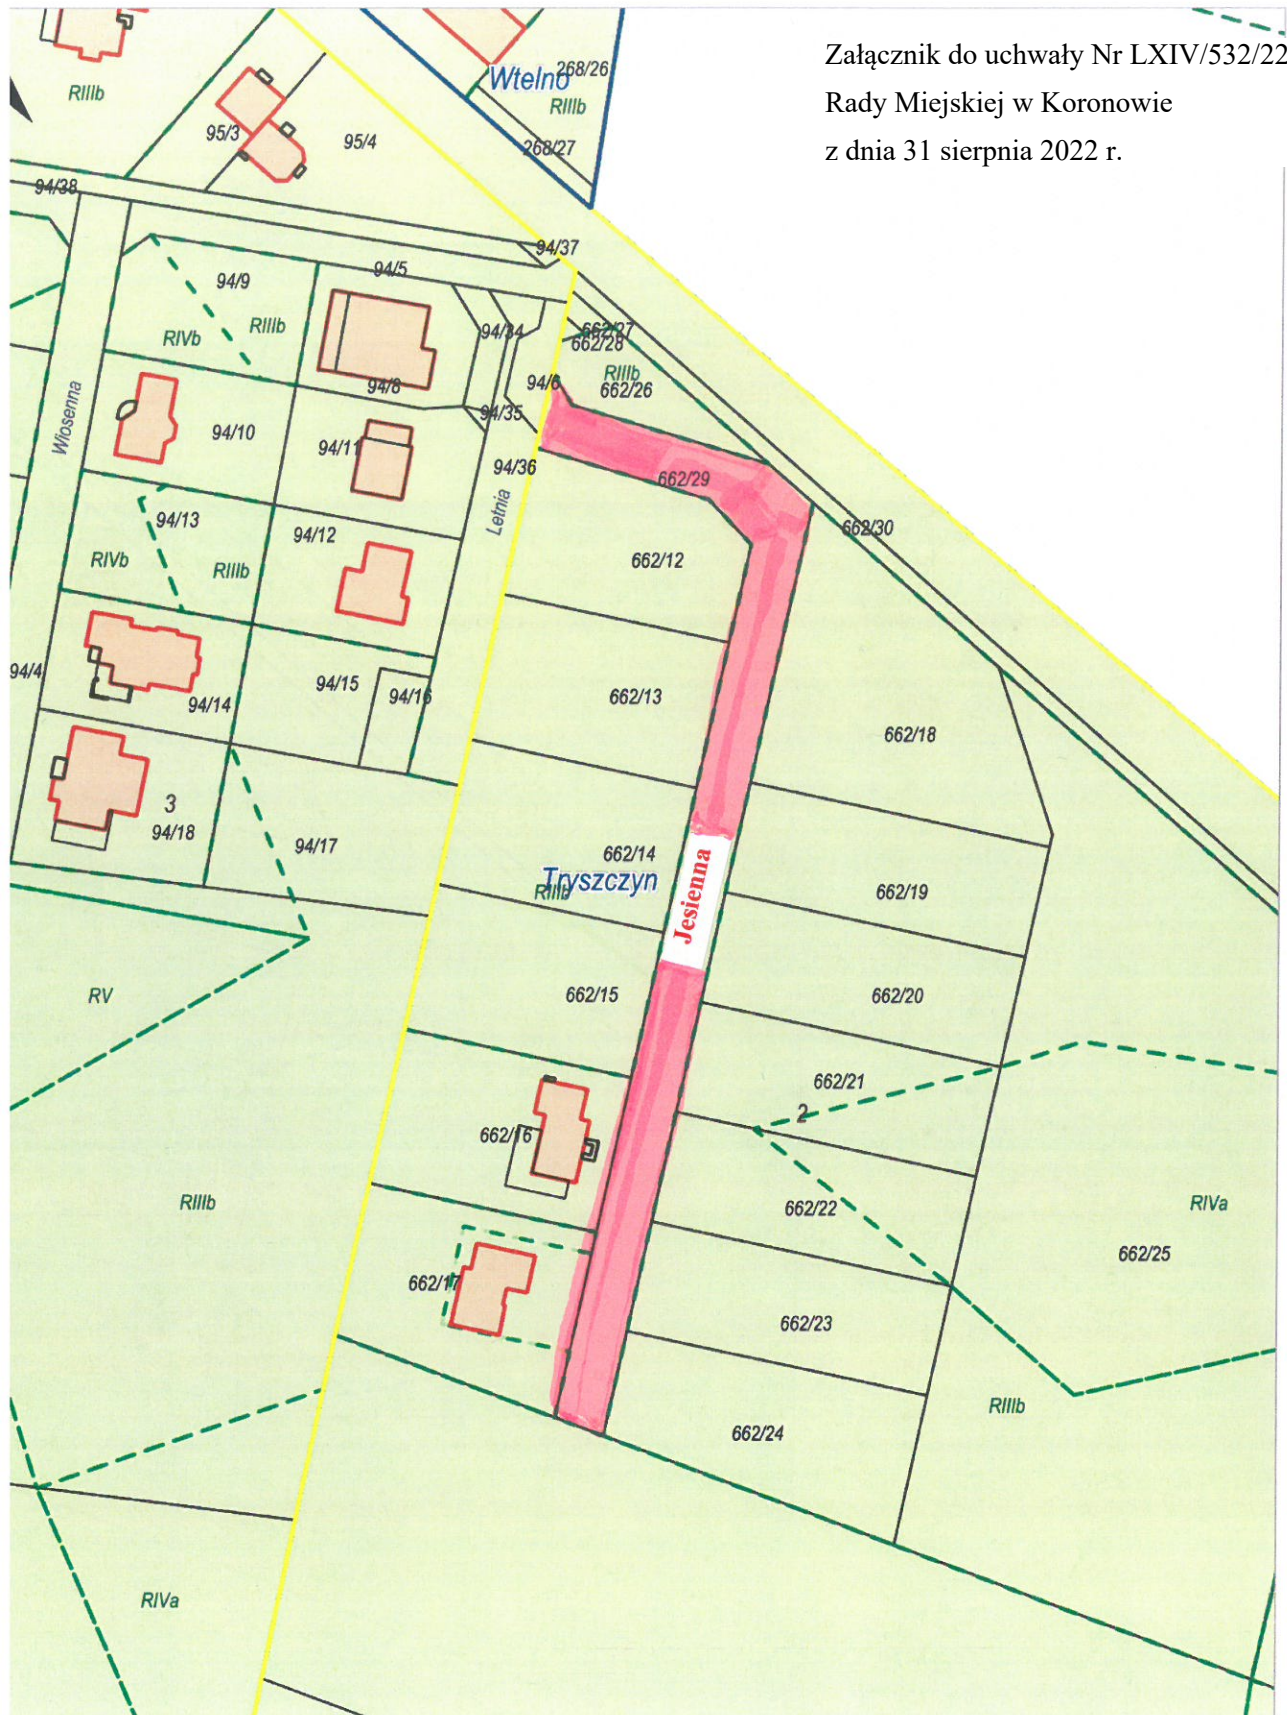 Załącznik do uchwały Nr LXIV/532/22
Rady Miejskiej w Koronowie
z dnia 31 sierpnia 2022 r.
Wtelno
268/26
RIIIb
RIIIb
95/3
95/4
268/27
94/38
94/37
94/5
94/9
RIIIb
RIVb
94/34
662/27
662/28
RIIIb
94/6
662/26
94/8
94/35
Wiosenna
94/10
94/11
94/36
662/29
Letnia
94/13
94/12
662/30
RIVb
RIIIb
662/12
94/4
94/14
94/15
94/16
662/13
662/18
3
94/18
94/17
662/14
Tryszczyn
RIIIb
Jesienna
662/19
RV
662/15
662/20
662/21
2
662/16
RIIIb
662/22
RIVa
662/25
662/17
662/23
RIIIb
662/24
RIVa